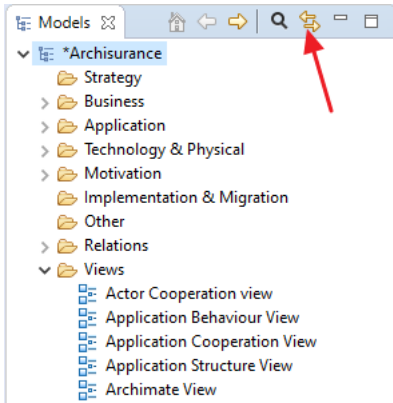 Models
*Archisurance
Strategy
Business
Application
Technology & Physical
Motivation
Implementation & Migration
Other
Relations
Views
Actor Cooperation view
Application Behaviour View
Application Cooperation View
Application Structure View
Archimate View